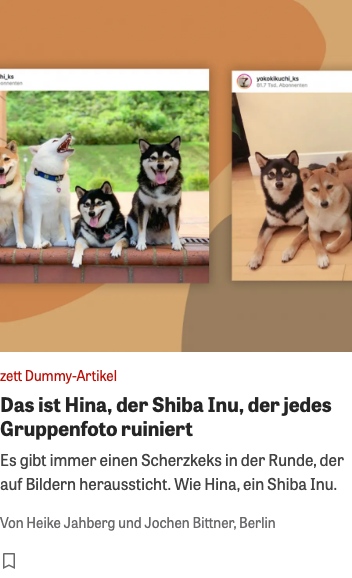 hi_ks
yokokikuchi_ks
61,7 Tsd. Abonnenten
zett Dummy-Artikel
Das ist Hina, der Shiba Inu, der jedes
Gruppenfoto ruiniert
Es gibt immer einen Scherzkeks in der Runde, der
auf Bildern heraussticht. Wie Hina, ein Shiba Inu.
Von Heike Jahberg und Jochen Bittner, Berlin